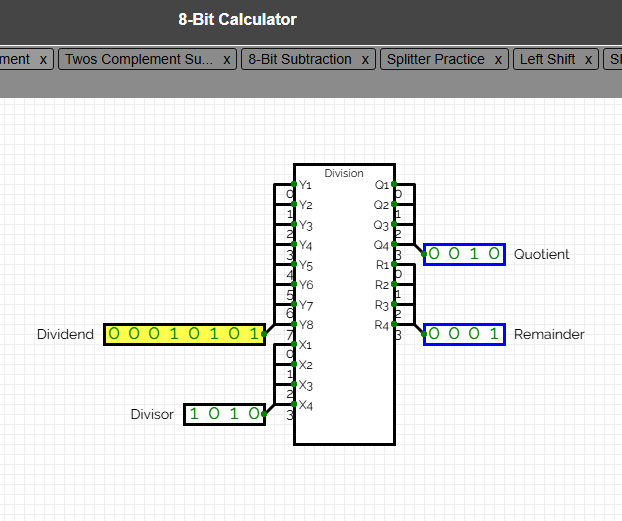 8-Bit Calculator
ment x Twos Complement Su... x 8-Bit Subtraction x Splitter Practice x Left Shift x
Division
Y1 Q1
0 0
Y2 Q2
1 1
Y3 Q3
2 2
Y4 Q4
3 3
0 0 1 0 Quotient
Y5 R1
4 0
Y6 R2
5 1
Y7 R3
6 2
Dividend 0 0 0 1 0 1 0 1 Y8 R4 0 0 0 1 Remainder
7 3
X1
0
X2
1
X3
2
X4
Divisor 1 0 1 0 3